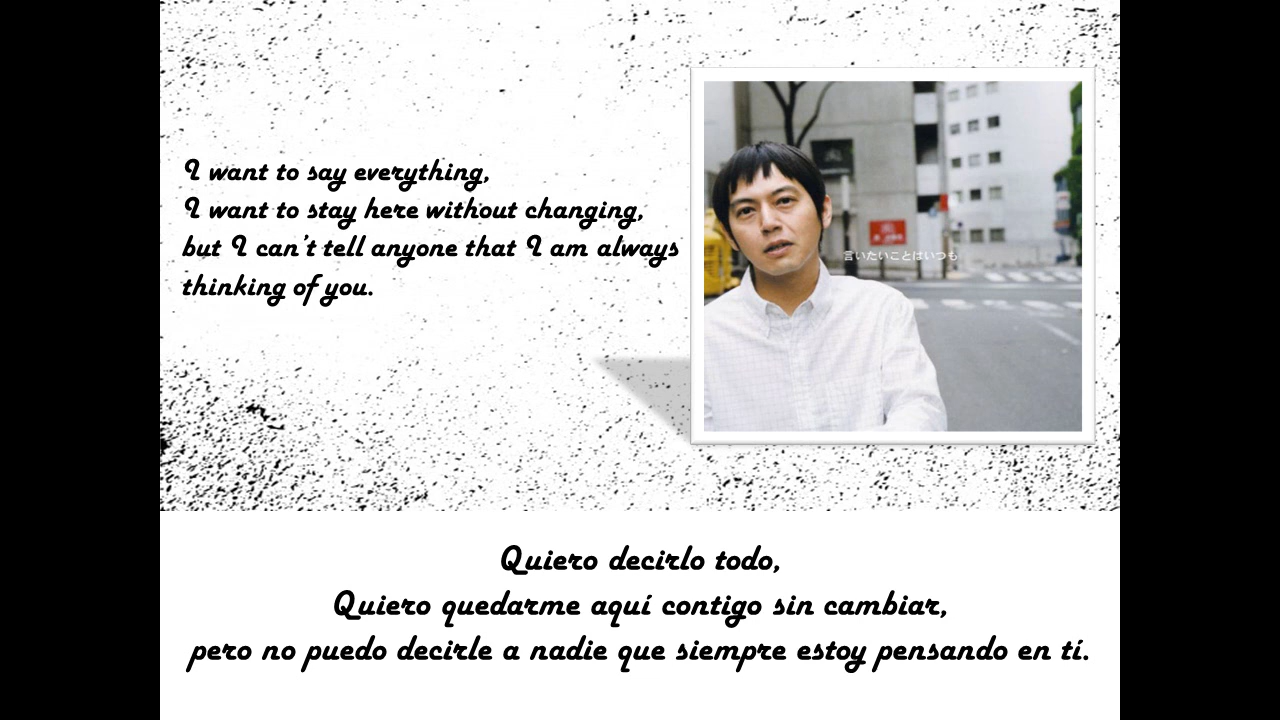 I want to say everything,
I want to stay here without changing,
but I can't tell anyone that I am always
thinking of you.
言いたいことはいつも
Quiero decirlo todo,
Quiero quedarme aquí contigo sin cambiar,
pero no puedo decirle a nadie que siempre estoy pensando en tí.